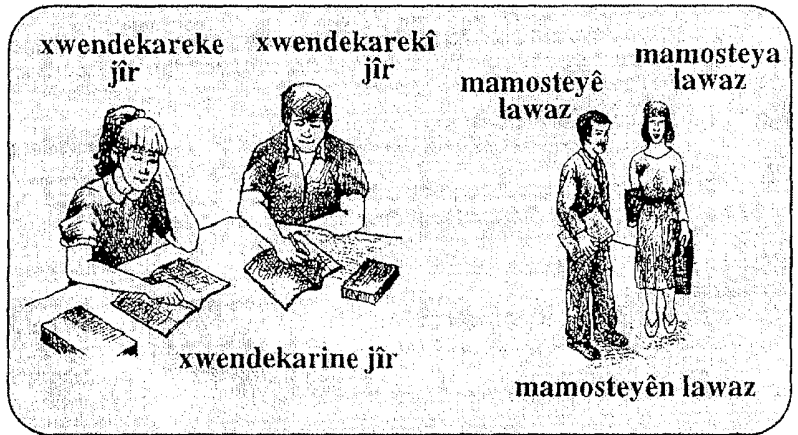 xwendekareke
jîr
xwendekarekî
jîr
mamosteyê
lawaz
mamosteya
lawaz
xwendekarine jîr
mamosteyên lawaz